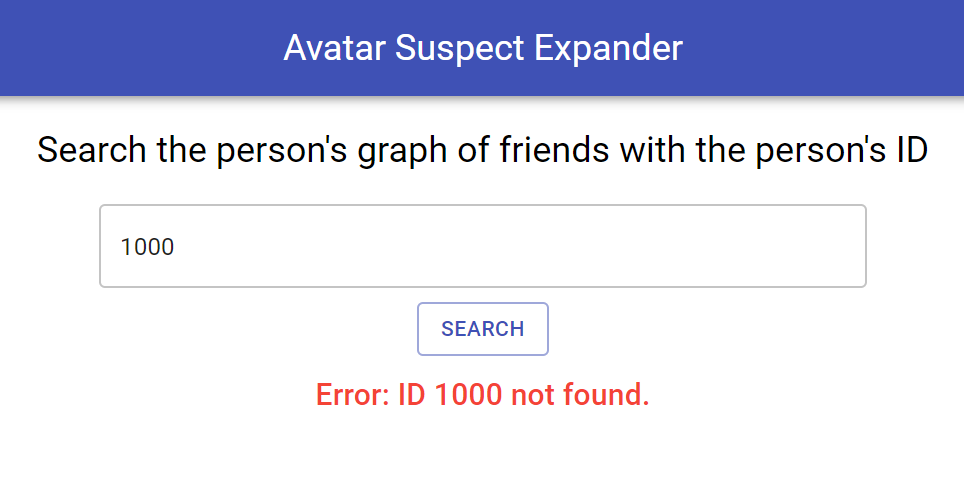 Avatar Suspect Expander
Search the person's graph of friends with the person's ID
1000
SEARCH
Error: ID 1000 not found.